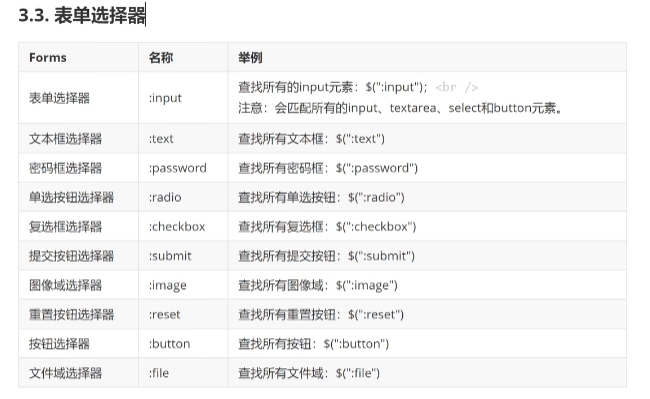 3.3. 表单选择器
Forms 名称 举例
表单选择器 :input 查找所有的input元素：$(":input"); <br />
注意：会匹配所有的input、textarea、select和button元素。
文本框选择器 :text 查找所有文本框：$(":text")
密码框选择器 :password 查找所有密码框：$(":password")
单选按钮选择器 :radio 查找所有单选按钮：$(":radio")
复选框选择器 :checkbox 查找所有复选框：$(":checkbox")
提交按钮选择器 :submit 查找所有提交按钮：$(":submit")
图像域选择器 :image 查找所有图像域：$(":image")
重置按钮选择器 :reset 查找所有重置按钮：$(":reset")
按钮选择器 :button 查找所有按钮：$(":button")
文件域选择器 :file 查找所有文件域：$(":file")